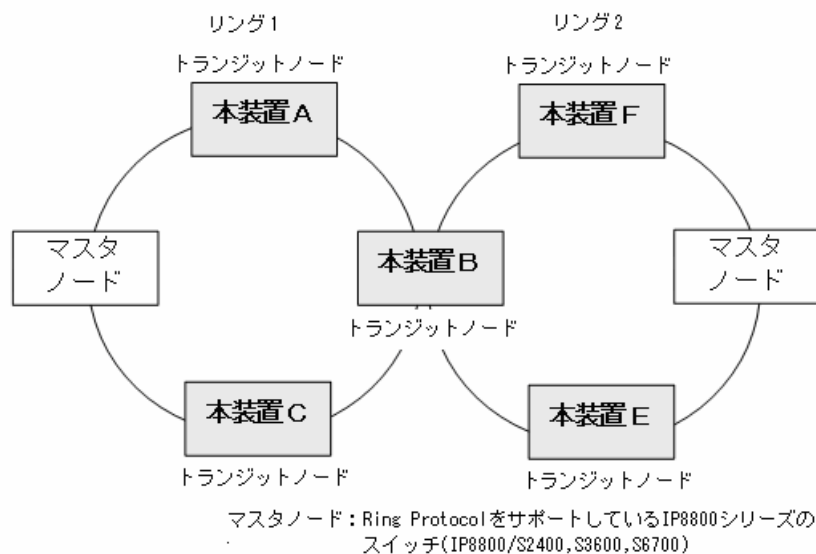 リング1
リング2
トランジットノード
トランジットノード
本装置A
本装置F
マスタ
ノード
本装置B
マスタ
ノード
トランジットノード
本装置C
本装置E
トランジットノード
トランジットノード
マスタノード：Ring ProtocolをサポートしているIP8800シリーズの
スイッチ(IP8800/S2400,S3600,S6700)